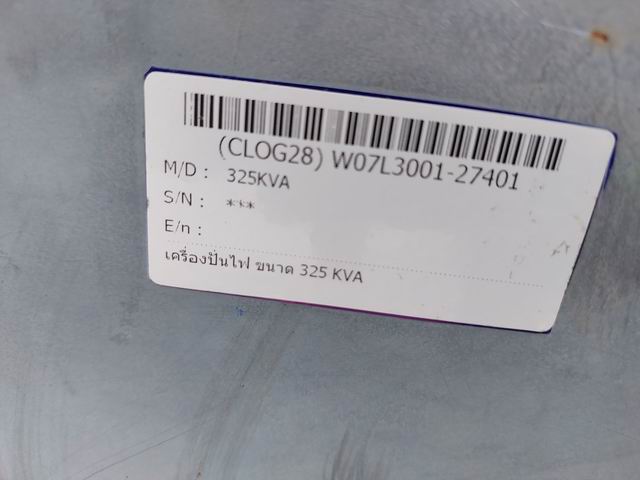 (CLOG28) W07L3001-27401
M/D : 325KVA
S/N : ***
E/n :
เครื่องปั่นไฟ ขนาด 325 KVA